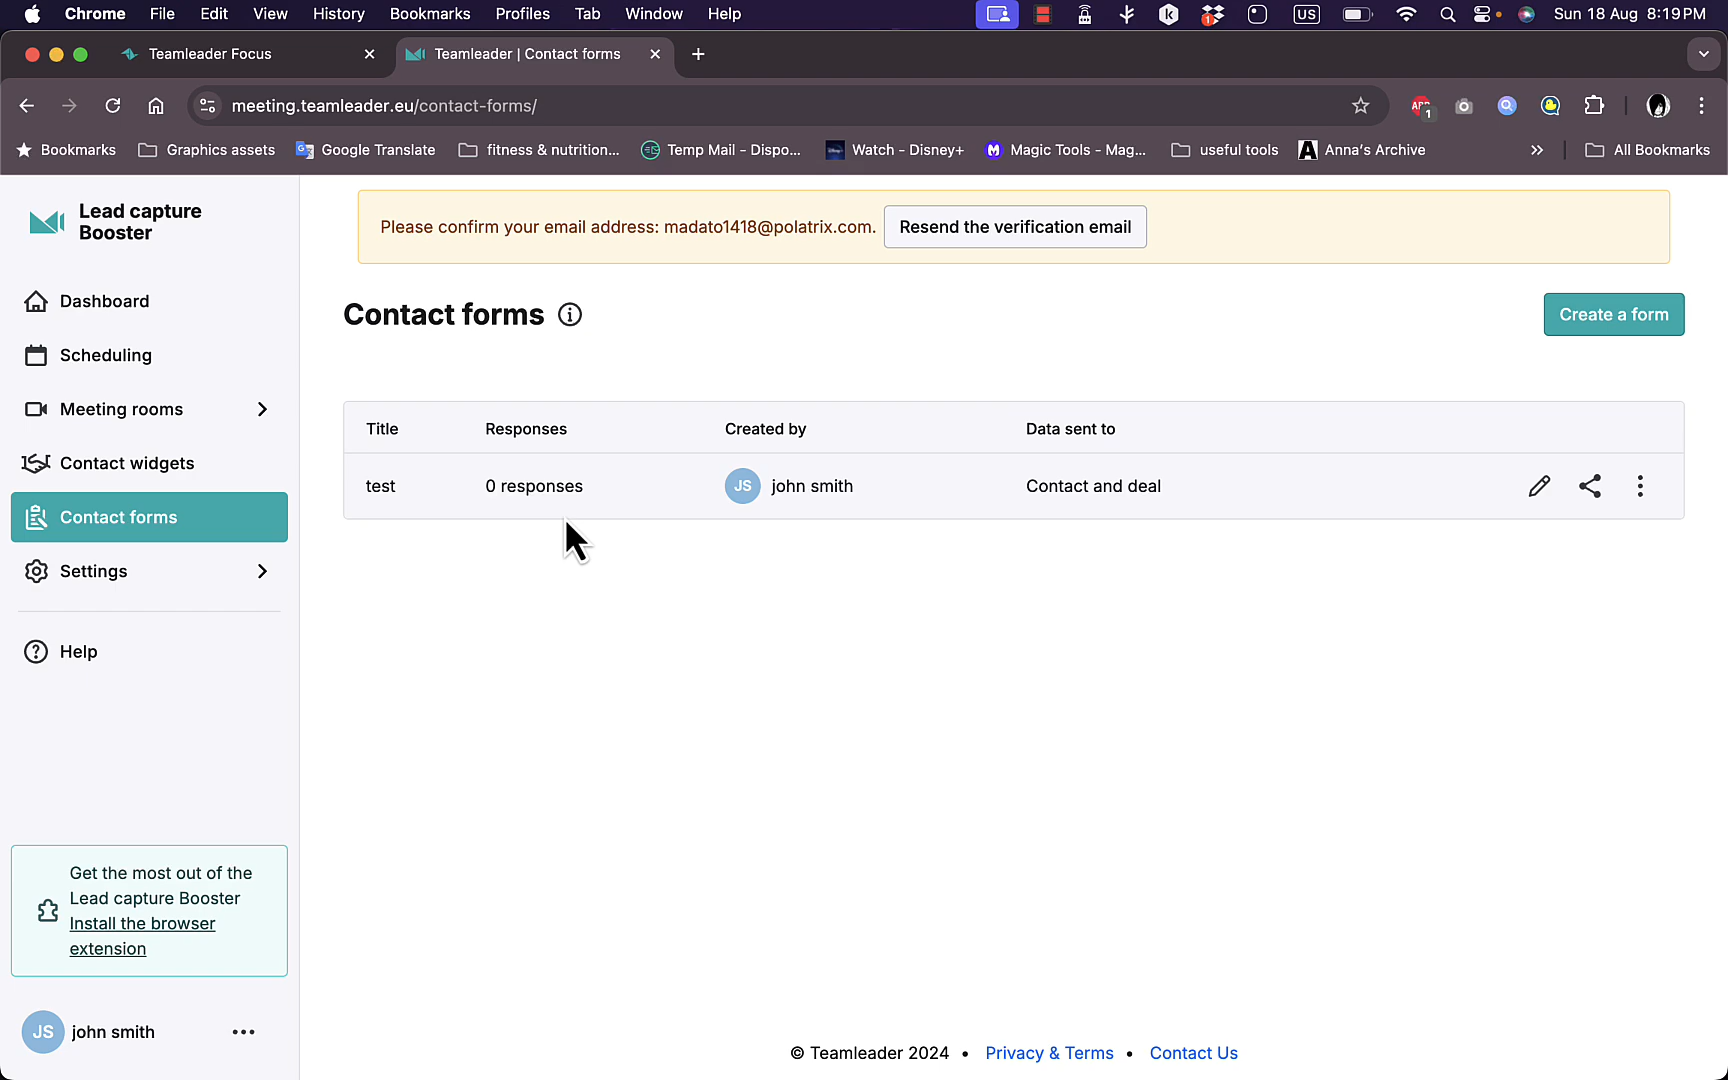 Chrome File Edit View History Bookmarks Profiles Tab Window Help US Sun 18 Aug 8:19 PM
Teamleader Focus Teamleader | Contact forms
meeting.teamleader.eu/contact-forms/ ABP 1
Bookmarks Graphics assets Google Translate fitness & nutrition... Temp Mail - Dispo... Watch - Disney+ Magic Tools - Mag... useful tools Anna's Archive All Bookmarks
Lead capture
Booster
Please confirm your email address: madato1418@polatrix.com. Resend the verification email
Dashboard
Scheduling
Meeting rooms
Contact widgets
Contact forms
Settings
Help
Contact forms
Create a form
Title Responses Created by Data sent to
test 0 responses JS john smith Contact and deal
Get the most out of the
Lead capture Booster
Install the browser
extension
JS john smith
© Teamleader 2024 • Privacy & Terms • Contact Us